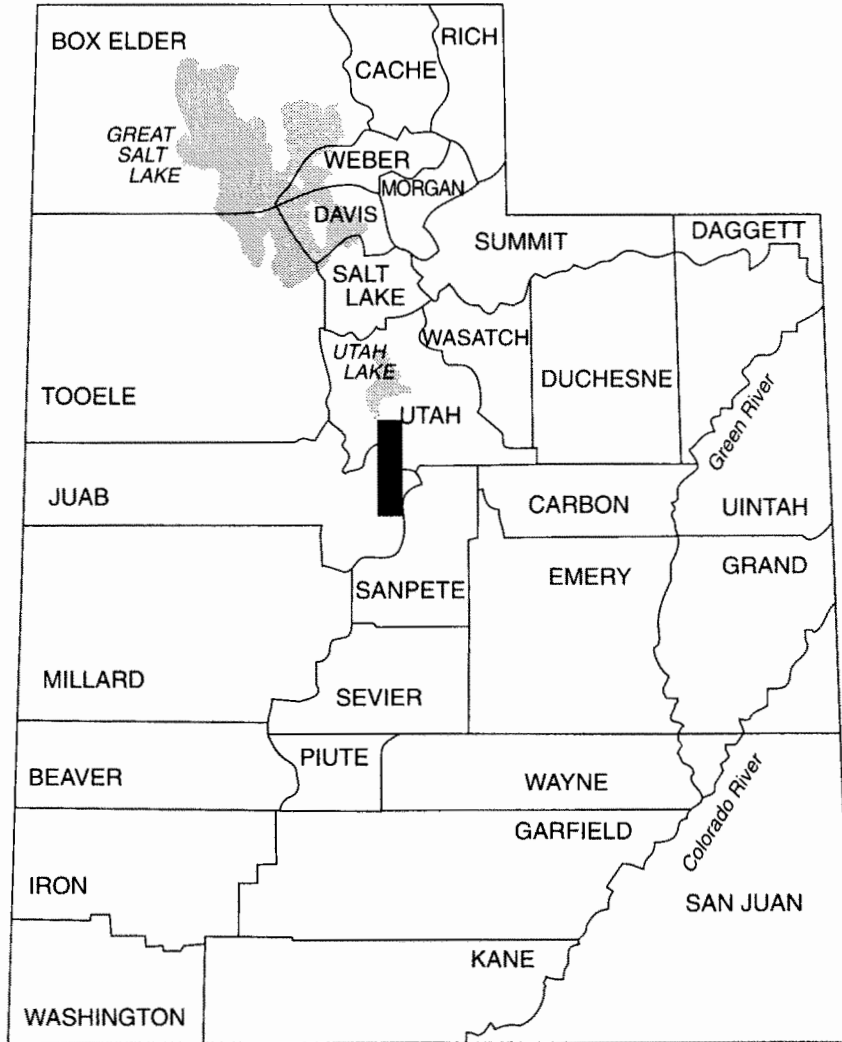 BOX ELDER
RICH
CACHE
GREAT
SALT
LAKE
WEBER
MORGAN
DAVIS
SUMMIT
DAGGETT
SALT
LAKE
WASATCH
UTAH
LAKE
DUCHESNE
TOOELE
UTAH
Green River
JUAB
CARBON
UINTAH
EMERY
GRAND
SANPETE
MILLARD
SEVIER
PIUTE
BEAVER
WAYNE
Colorado River
GARFIELD
IRON
SAN JUAN
KANE
WASHINGTON